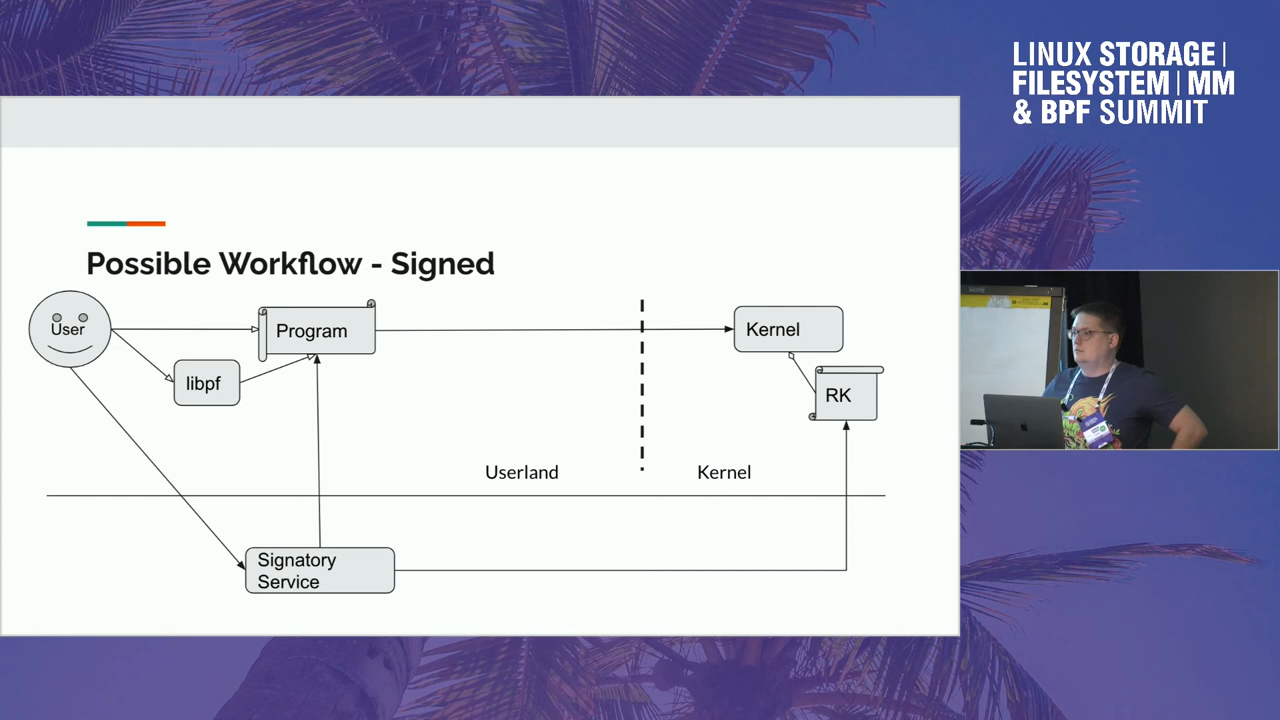 LINUX STORAGE |
FILESYSTEM | MM
& BPF SUMMIT
Possible Workflow - Signed
User
Program
Kernel
libpf
RK
Userland
Kernel
Signatory
Service